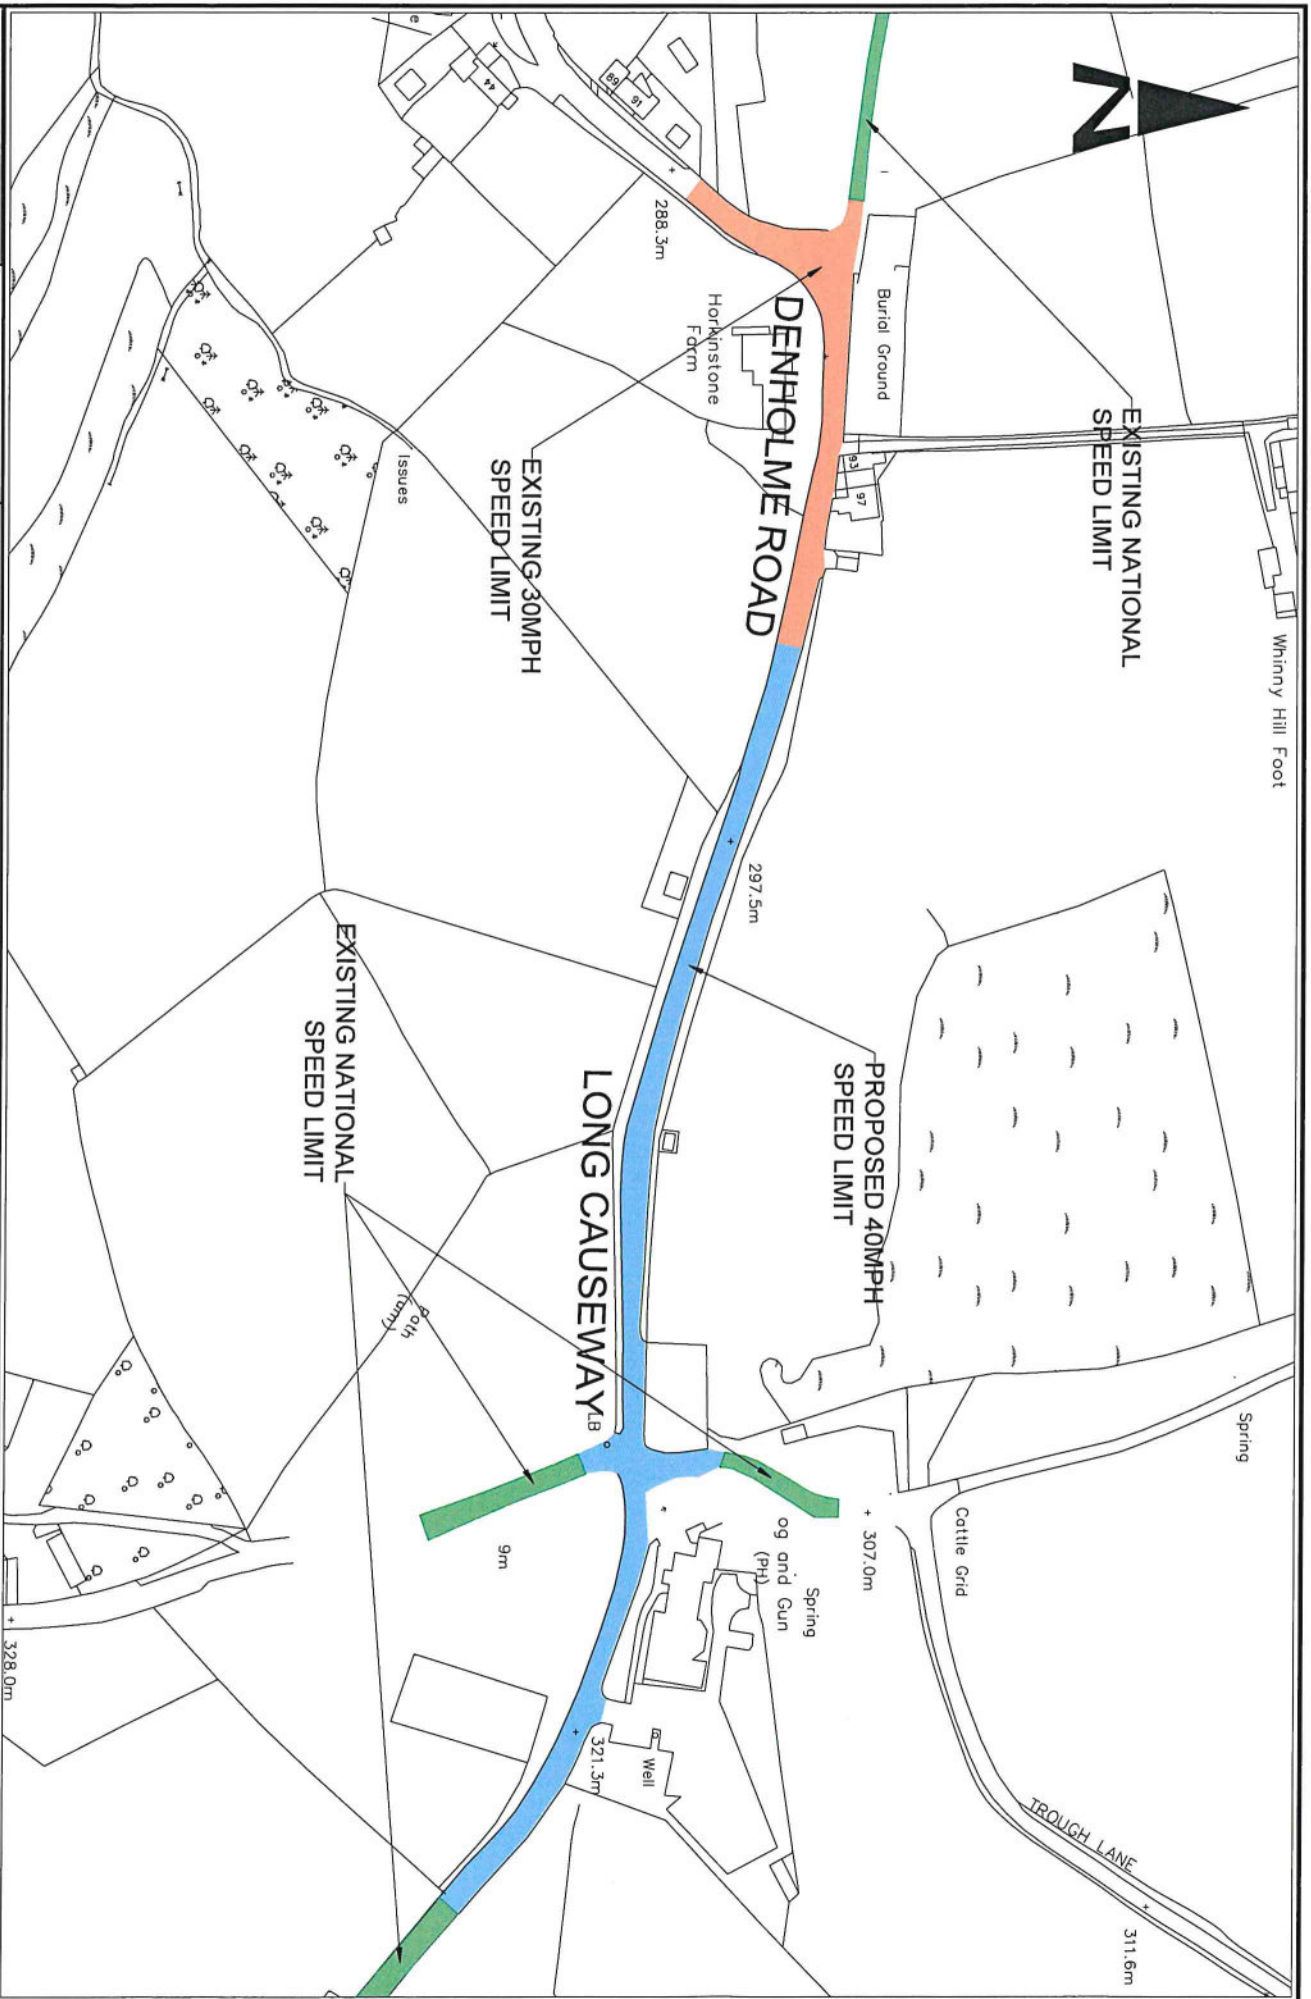 N
EXISTING NATIONAL
SPEED LIMIT
Whinny Hill Foot
Burial Ground
93
97
89
91
44
e
288.3m
Horkinstone
Farm
DENHOLME ROAD
EXISTING 30MPH
SPEED LIMIT
Issues
297.5m
PROPOSED 40MPH
SPEED LIMIT
LONG CAUSEWAY
LB
EXISTING NATIONAL
SPEED LIMIT
Path
(um)
Spring
Cattle Grid
307.0m
Spring
og and Gun
(PH)
9m
Well
321.3m
TROUGH LANE
311.6m
328.0m